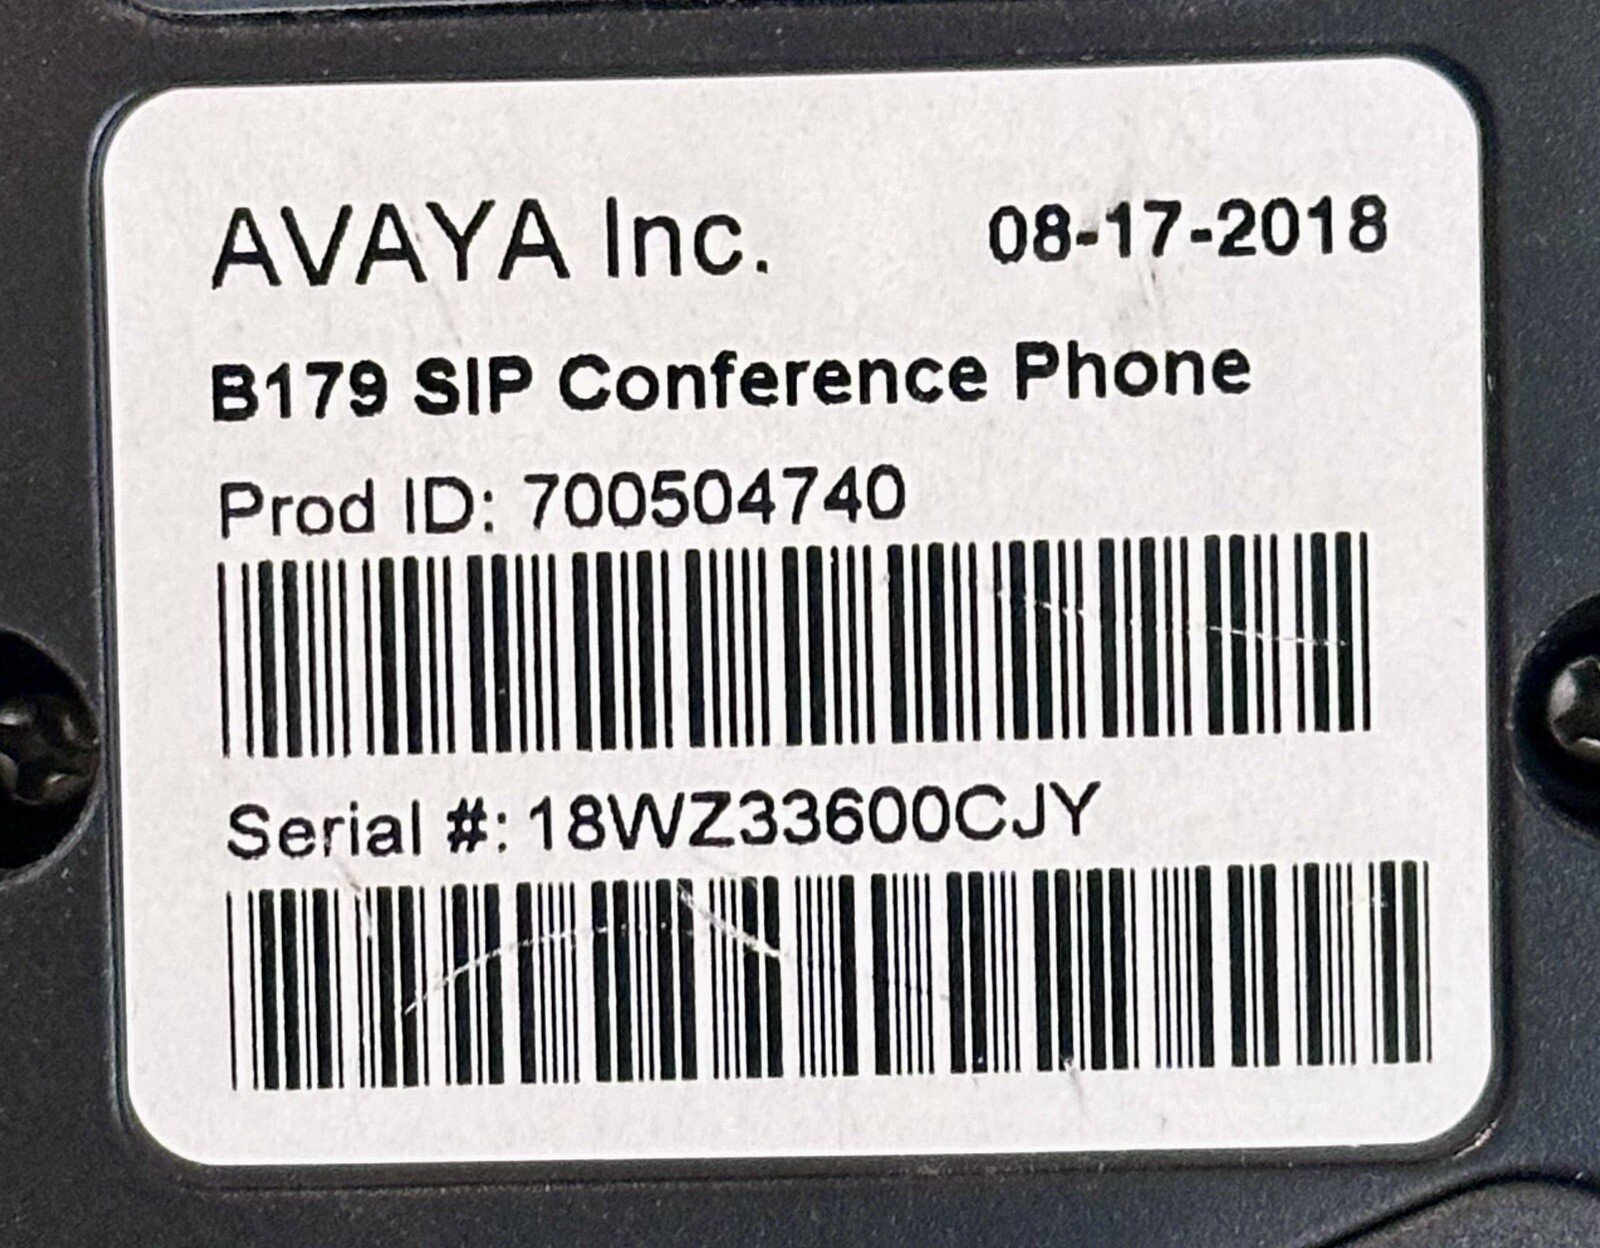 AVAYA Inc. 08-17-2018
B179 SIP Conference Phone
Prod ID: 700504740
Serial #: 18WZ33600CJY